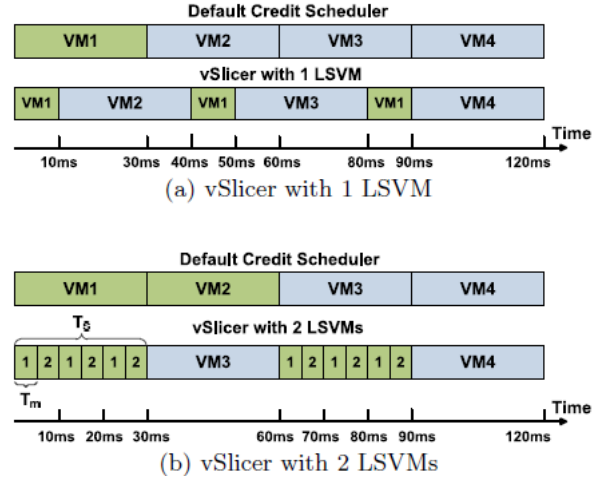 Default Credit Scheduler
VM1 VM2 VM3 VM4
vSlicer with 1 LSVM
VM1 VM2 VM1 VM3 VM1 VM4
Time
10ms 30ms 40ms 50ms 60ms 80ms 90ms 120ms
(a) vSlicer with 1 LSVM
Default Credit Scheduler
VM1 VM2 VM3 VM4
TS vSlicer with 2 LSVMs
1 2 1 2 1 2 VM3 1 2 1 2 1 2 VM4
Tm
Time
10ms 20ms 30ms 60ms 70ms 80ms 90ms 120ms
(b) vSlicer with 2 LSVMs